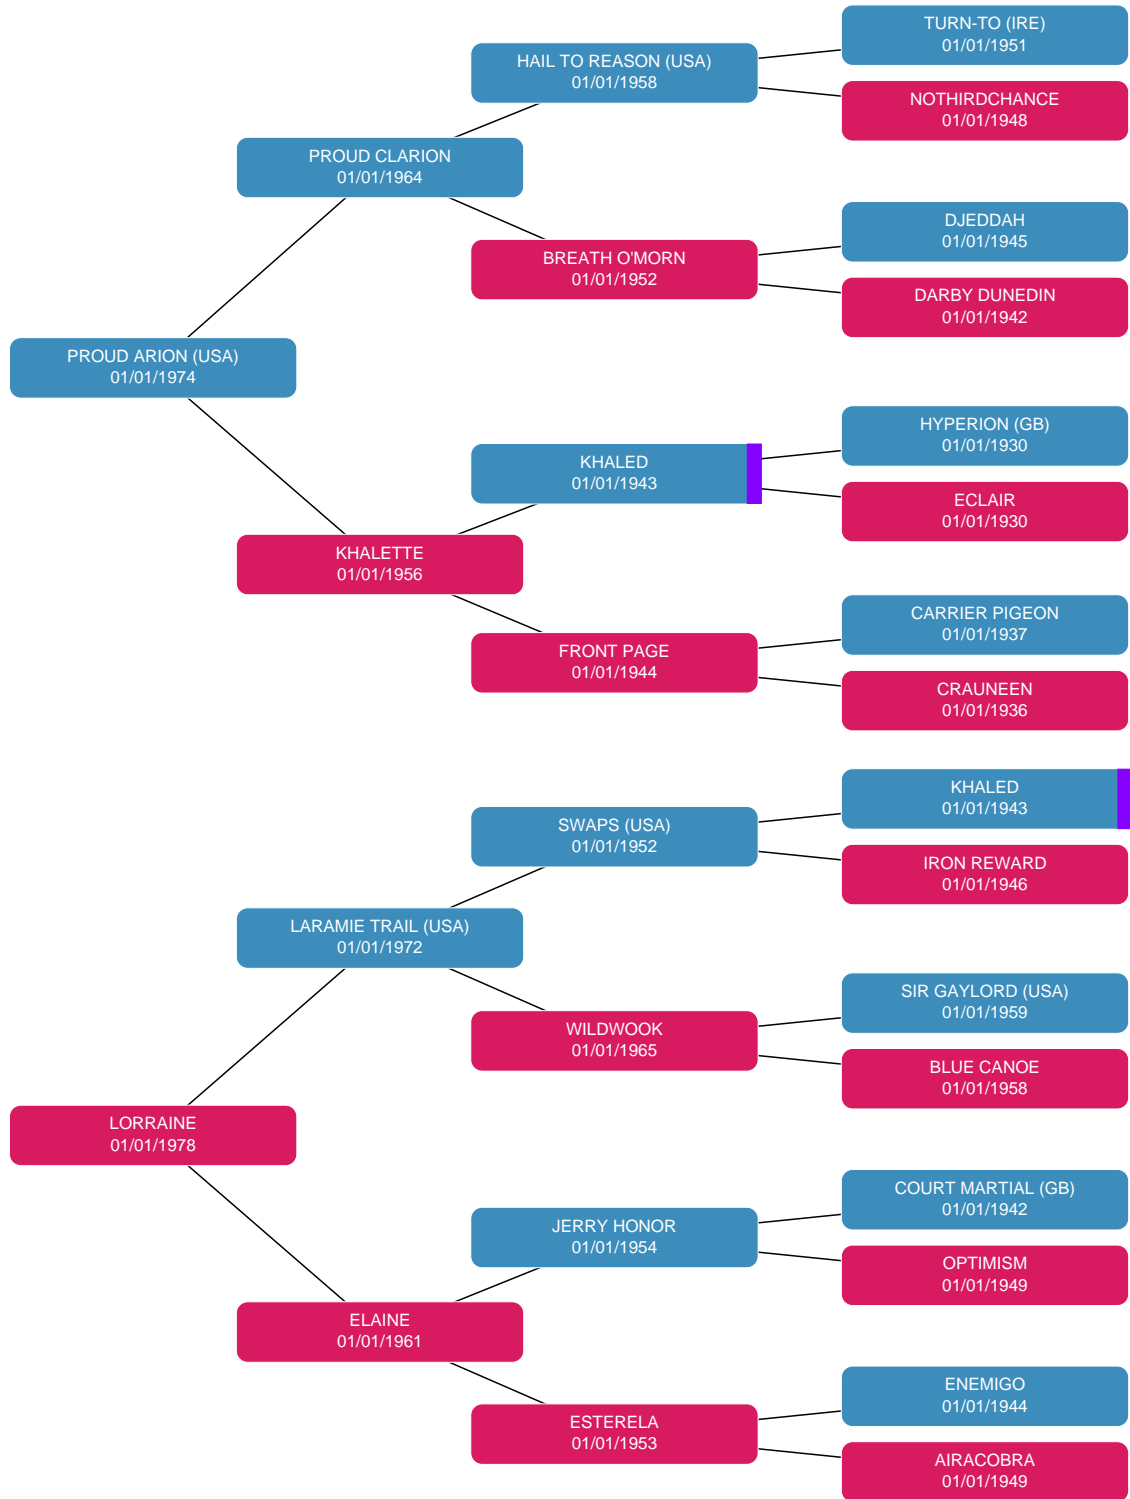 TURN-TO (IRE)
01/01/1951
HAIL TO REASON (USA)
01/01/1958
NOTHIRDCHANCE
01/01/1948
PROUD CLARION
01/01/1964
DJEDDAH
01/01/1945
BREATH O'MORN
01/01/1952
DARBY DUNEDIN
01/01/1942
PROUD ARION (USA)
01/01/1974
HYPERION (GB)
01/01/1930
KHALED
01/01/1943
ECLAIR
01/01/1930
KHALETTE
01/01/1956
CARRIER PIGEON
01/01/1937
FRONT PAGE
01/01/1944
CRAUNEEN
01/01/1936
KHALED
01/01/1943
SWAPS (USA)
01/01/1952
IRON REWARD
01/01/1946
LARAMIE TRAIL (USA)
01/01/1972
SIR GAYLORD (USA)
01/01/1959
WILDWOOK
01/01/1965
BLUE CANOE
01/01/1958
LORRAINE
01/01/1978
COURT MARTIAL (GB)
01/01/1942
JERRY HONOR
01/01/1954
OPTIMISM
01/01/1949
ELAINE
01/01/1961
ENEMIGO
01/01/1944
ESTERELA
01/01/1953
AIRACOBRA
01/01/1949